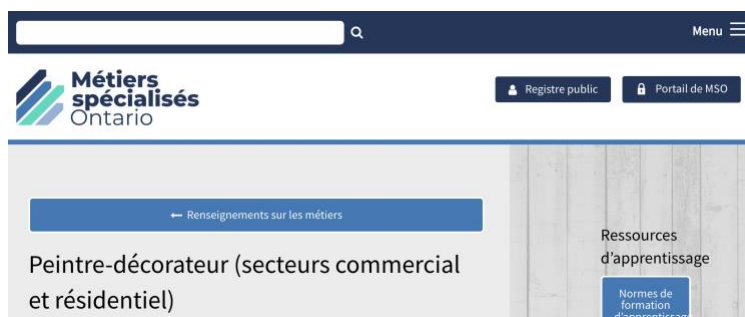 Menu
Métiers
spécialisés
Ontario
Registre public
Portail de MSO
← Renseignements sur les métiers
Peintre-décorateur (secteurs commercial
et résidentiel)
Ressources
d'apprentissage
Normes de
formation
d'apprentissage